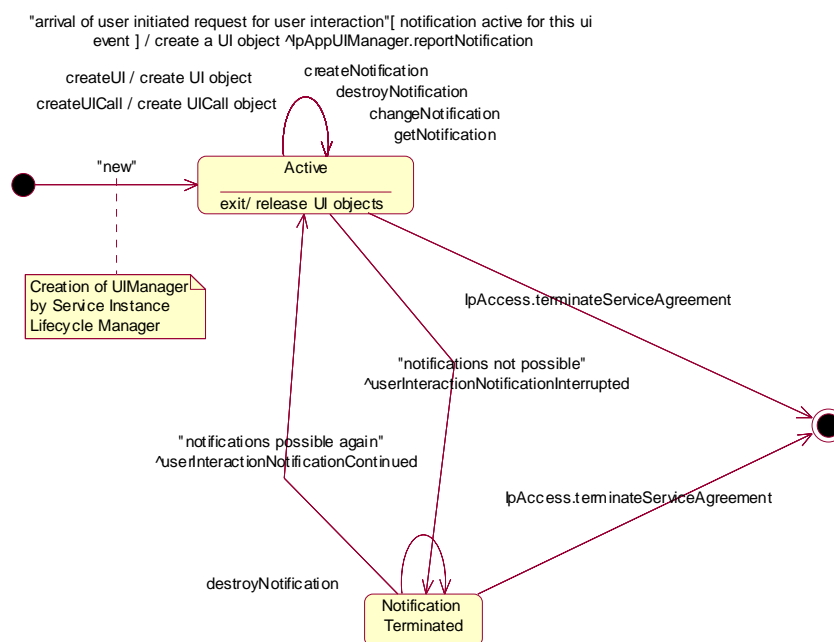 "arrival of user initiated request for user interaction"[ notification active for this ui
event ] / create a UI object ^IpAppUIManager.reportNotification
createUI / create UI object
createUICall / create UICall object
createNotification
destroyNotification
changeNotification
getNotification
"new"
Active
exit/ release UI objects
Creation of UIManager
by Service Instance
Lifecycle Manager
IpAccess.terminateServiceAgreement
"notifications not possible"
^userInteractionNotificationInterrupted
"notifications possible again"
^userInteractionNotificationContinued
IpAccess.terminateServiceAgreement
destroyNotification
Notification
Terminated